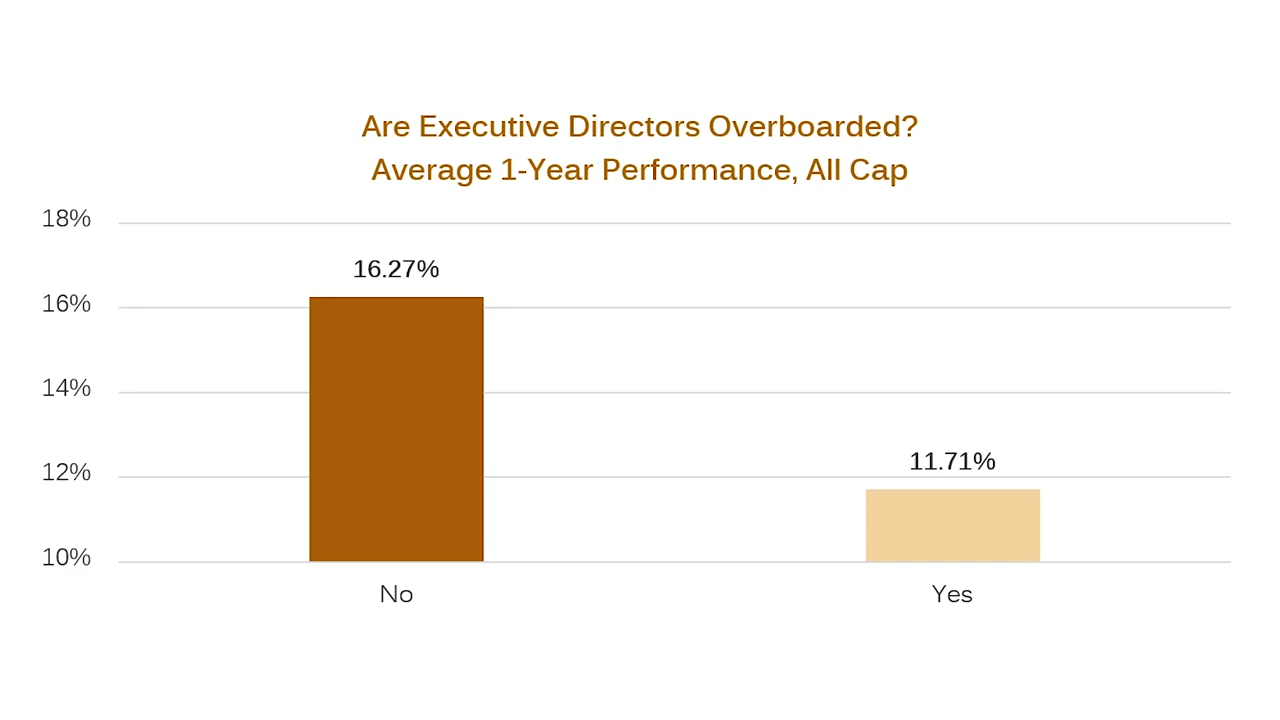 Are Executive Directors Overboarded?
Average 1-Year Performance, All Cap
18%
16.27%
16%
14%
12%
11.71%
10%
No
Yes